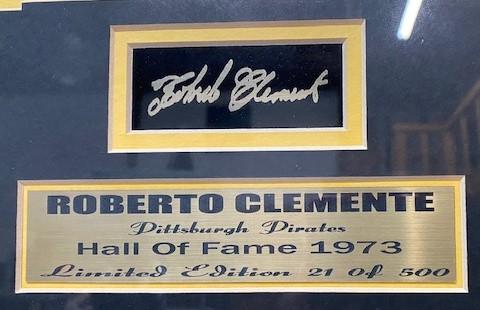 Roberto Clemente
ROBERTO CLEMENTE
Pittsburgh Pirates
Hall Of Fame 1973
Limited Edition 21 Of 500